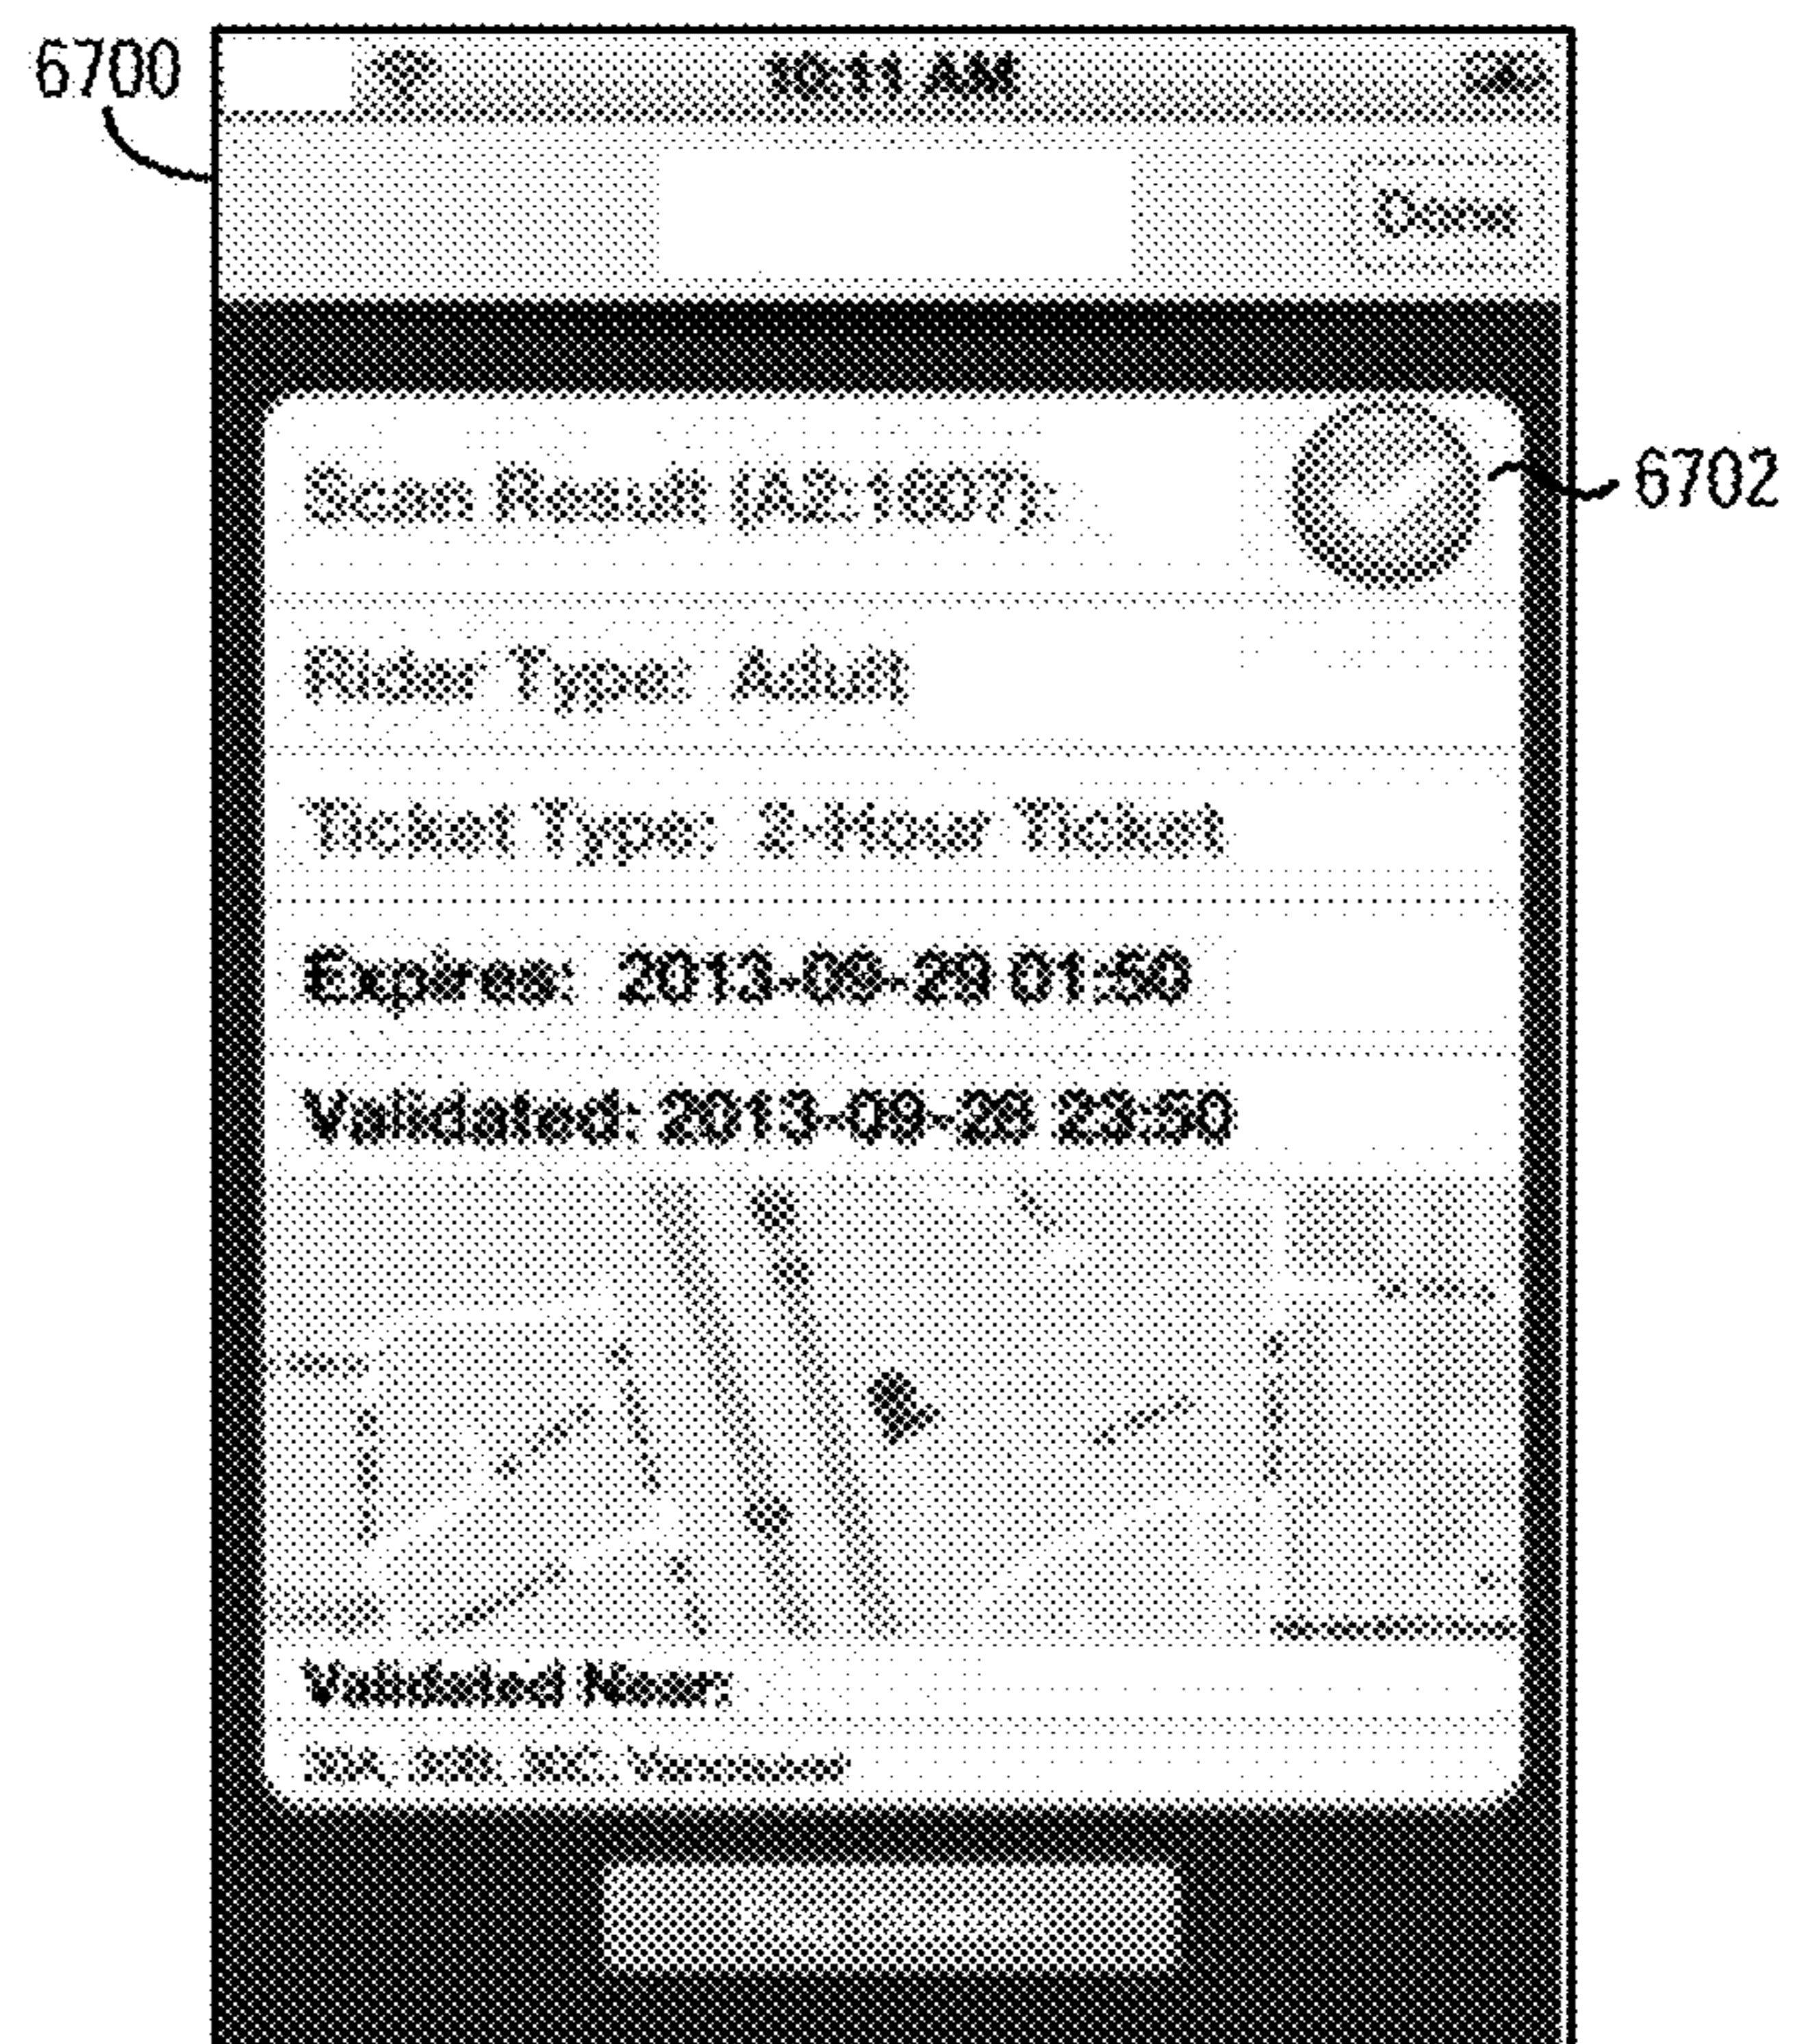 6700
10:11 AM
Done
Scan Result (A2:1607):
6702
Rider Type: Adult
Ticket Type: 2-Hour Ticket
Expires: 2013-09-29 01:50
Validated: 2013-09-28 23:50
Validated Near: